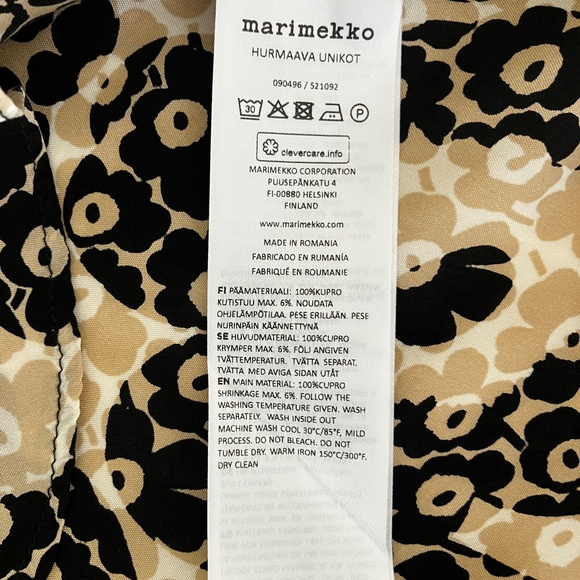 marimekko
HURMAAVA UNIKOT
090496 / 521092
30 P
clevercare.info
MARIMEKKO CORPORATION
PUUSEPÄNKATU 4
FI-00880 HELSINKI
FINLAND
www.marimekko.com
MADE IN ROMANIA
FABRICADO EN RUMANÍA
FABRIQUÉ EN ROUMANIE
FI PÄÄMATERIAALI: 100%KUPRO
KUTISTUU MAX. 6%. NOUDATA
OHJELÄMPÖTILAA. PESE ERILLÄÄN. PESE
NURINPÄIN KÄÄNNETTYNÄ
SE HUVUDMATERIAL: 100%CUPRO
KRYMPER MAX. 6%. FÖLJ ANGIVEN
TVÄTTEMPERATUR. TVÄTTA SEPARAT.
TVÄTTA MED AVIGA SIDAN UTÅT
EN MAIN MATERIAL: 100%CUPRO
SHRINKAGE MAX. 6%. FOLLOW THE
WASHING TEMPERATURE GIVEN. WASH
SEPARATELY. WASH INSIDE OUT
MACHINE WASH COOL 30°C/85°F, MILD
PROCESS. DO NOT BLEACH. DO NOT
TUMBLE DRY. WARM IRON 150°C/300°F.
DRY CLEAN